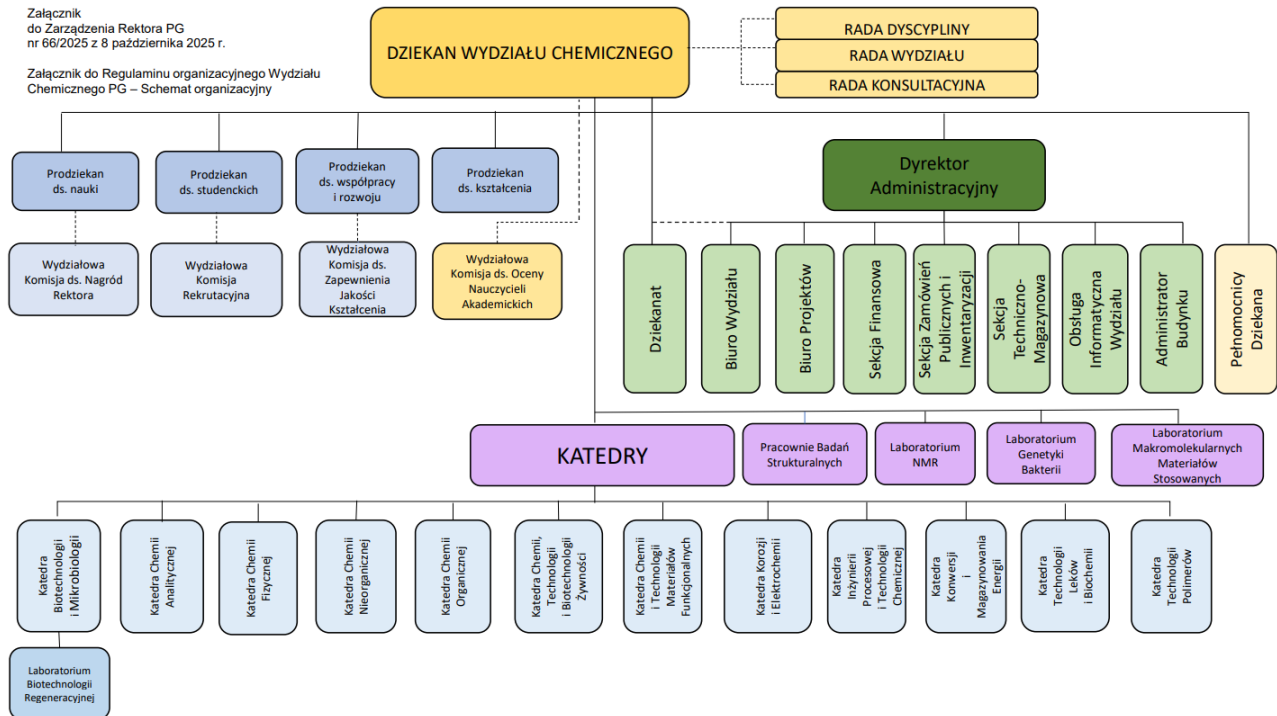 Załącznik
do Zarządzenia Rektora PG
nr 66/2025 z 8 października 2025 r.
Załącznik do Regulaminu organizacyjnego Wydziału
Chemicznego PG – Schemat organizacyjny
DZIEKAN WYDZIAŁU CHEMICZNEGO
RADA DYSCYPLINY
RADA WYDZIAŁU
RADA KONSULTACYJNA
Prodziekan
ds. nauki
Prodziekan
ds. studenckich
Prodziekan
ds. współpracy
i rozwoju
Prodziekan
ds. kształcenia
Dyrektor
Administracyjny
Wydziałowa
Komisja ds. Nagród
Rektora
Wydziałowa
Komisja
Rekrutacyjna
Wydziałowa
Komisja ds.
Zapewnienia
Jakości
Kształcenia
Wydziałowa
Komisja ds. Oceny
Nauczycieli
Akademickich
Dziekanat
Biuro Wydziału
Biuro Projektów
Sekcja Finansowa
Sekcja Zamówień
Publicznych i
Inwentaryzacji
Sekcja
Techniczno-
Magazynowa
Obsługa
Informatyczna
Wydziału
Administrator
Budynku
Pełnomocnicy
Dziekana
KATEDRY
Pracownie Badań
Strukturalnych
Laboratorium
NMR
Laboratorium
Genetyki
Bakterii
Laboratorium
Makromolekularnych
Materiałów
Stosowanych
Katedra
Biotechnologii
i Mikrobiologii
Katedra Chemii
Analitycznej
Katedra Chemii
Fizycznej
Katedra Chemii
Nieorganicznej
Katedra Chemii
Organicznej
Katedra Chemii,
Technologii
i Biotechnologii
Żywności
Katedra Chemii
i Technologii
Materiałów
Funkcjonalnych
Katedra Korozji
i Elektrochemii
Katedra
Inżynierii
Procesowej
i Technologii
Chemicznej
Katedra
Konwersji
i
Magazynowania
Energii
Katedra
Technologii
Leków
i Biochemii
Katedra
Technologii
Polimerów
Laboratorium
Biotechnologii
Regeneracyjnej